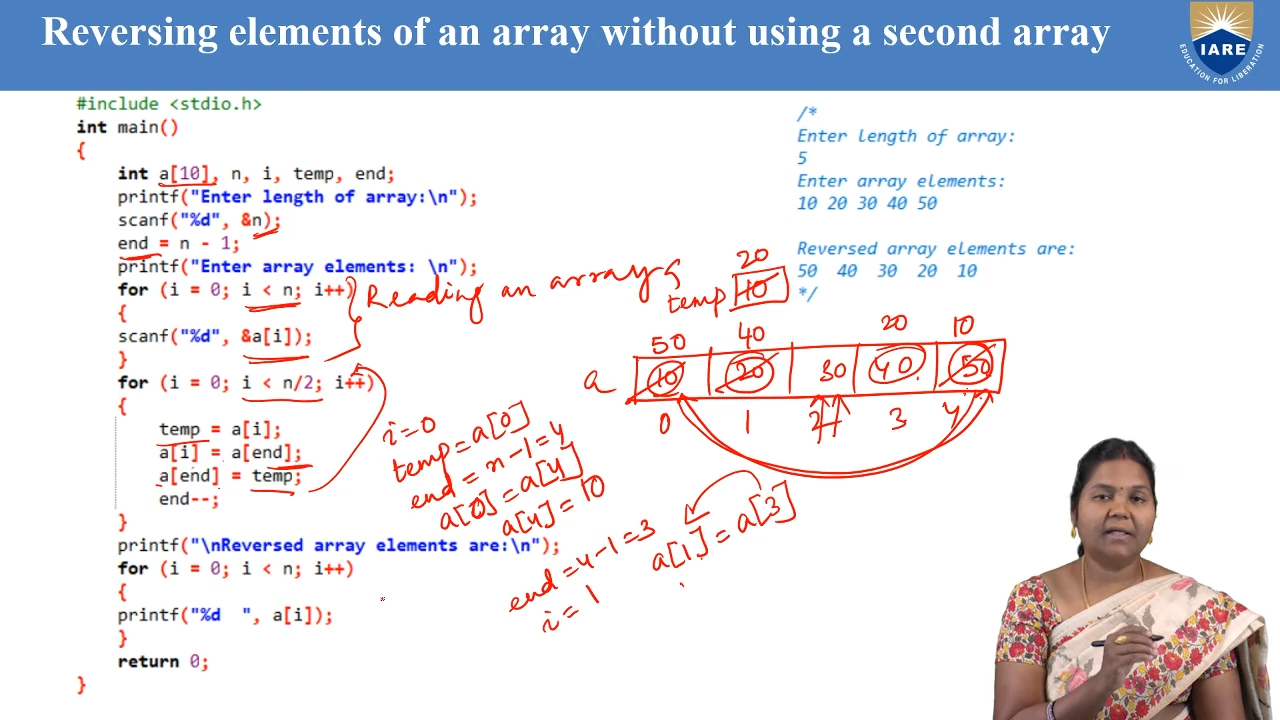 Reversing elements of an array without using a second array
IARE
EDUCATION FOR LIBERATION
#include <stdio.h>
int main()
{
int a[10], n, i, temp, end;
printf("Enter length of array:\n");
scanf("%d", &n);
end = n - 1;
printf("Enter array elements: \n");
for (i = 0; i < n; i++)
{
scanf("%d", &a[i]);
}
for (i = 0; i < n/2; i++)
{
temp = a[i];
a[i] = a[end];
a[end] = temp;
end--;
}
printf("\nReversed array elements are:\n");
for (i = 0; i < n; i++)
{
printf("%d  ", a[i]);
}
return 0;
}
/*
Enter length of array:
5
Enter array elements:
10 20 30 40 50
Reversed array elements are:
50  40  30  20  10
*/
Reading an array
20
temp 10
50 40 20 10
a 10 20 30 40 50
0 1 2 3 4
i=0
temp=a[0]
end=n-1=4
a[0]=a[4]
a[4]=10
end=4-1=3
i=1
a[1]=a[3]